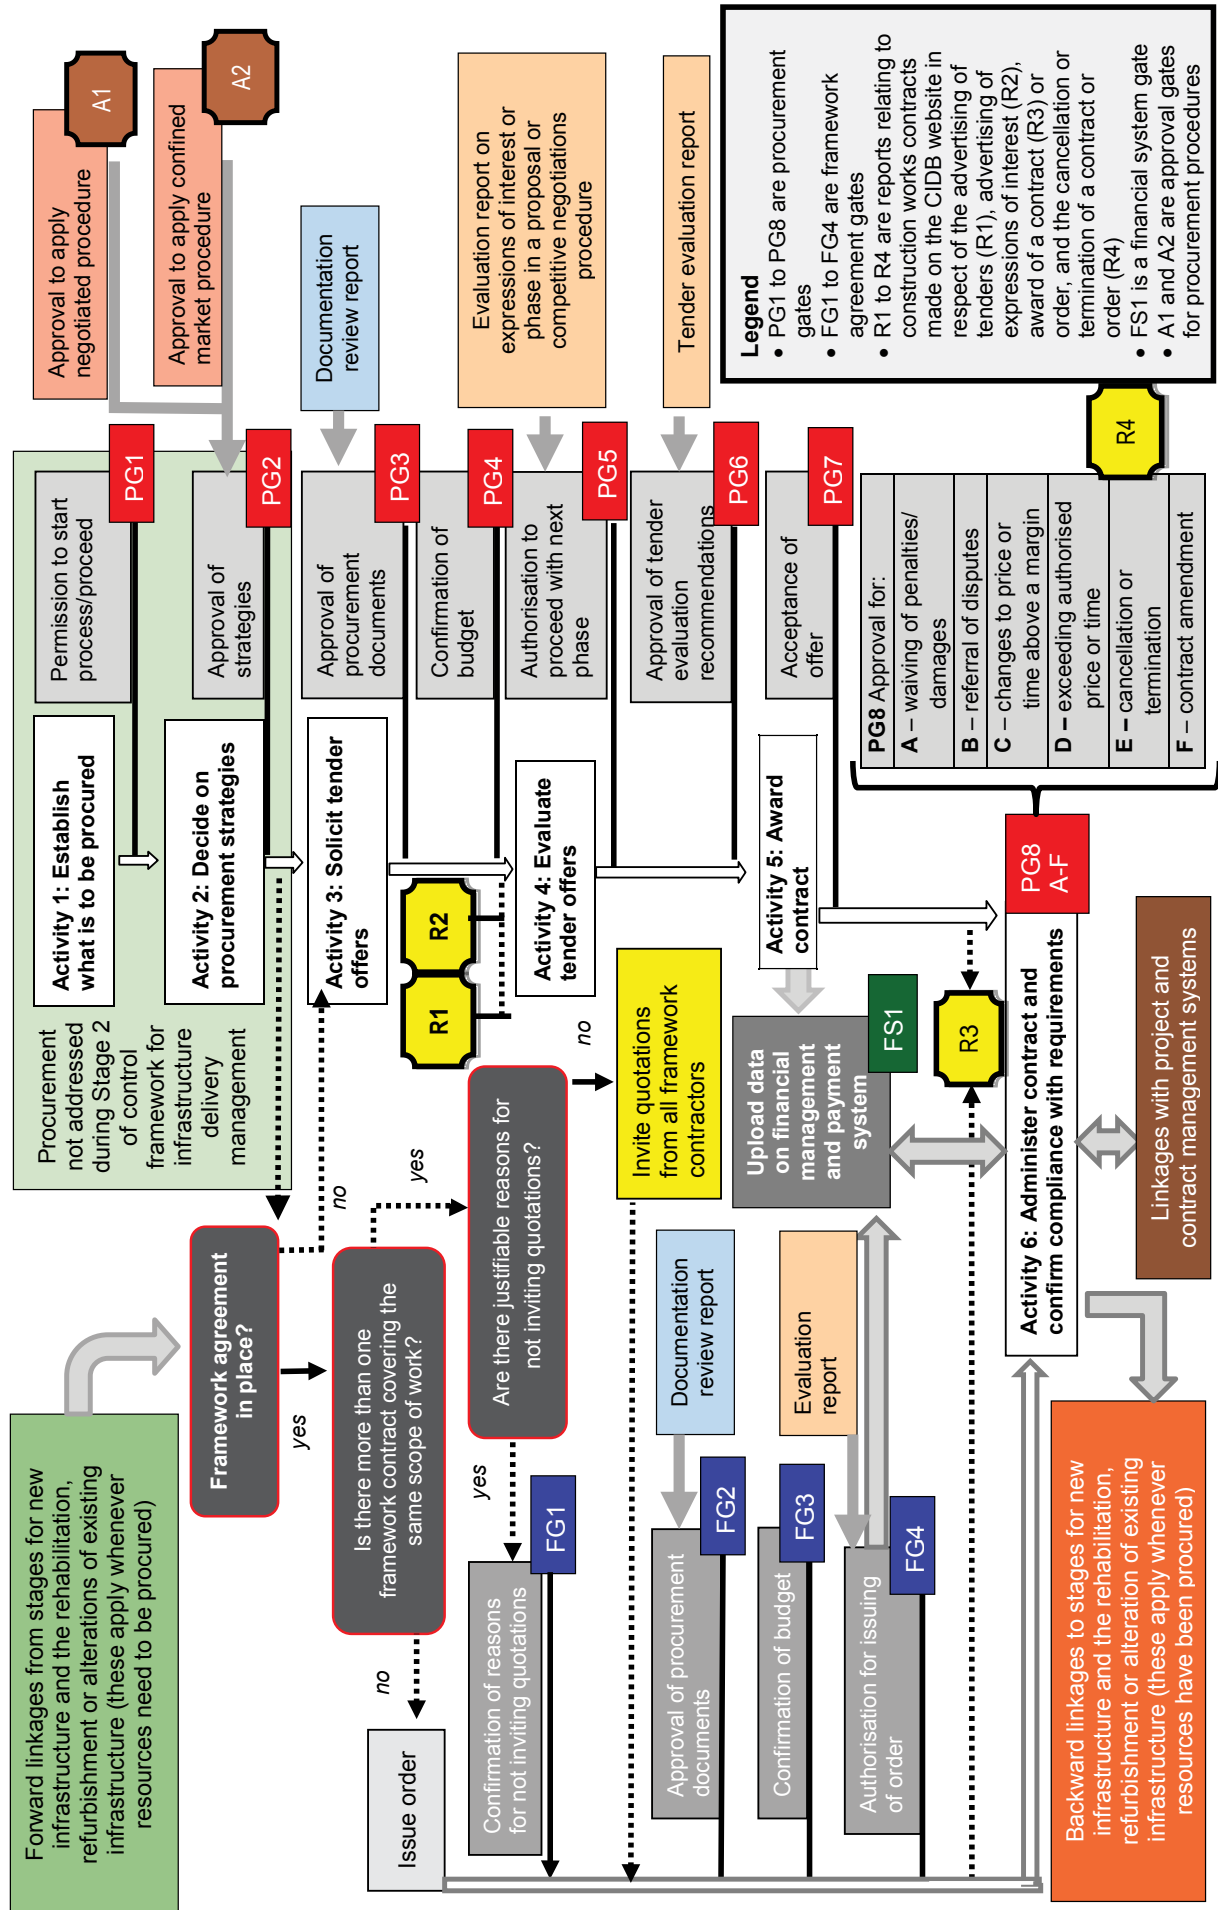 Forward linkages from stages for new
infrastructure and the rehabilitation,
refurbishment or alterations of existing
infrastructure (these apply whenever
resources need to be procured)
Framework agreement
in place?
yes
no
Is there more than one
framework contract covering the
same scope of work?
no
yes
Issue order
Are there justifiable reasons for
not inviting quotations?
yes
no
Confirmation of reasons
for not inviting quotations
FG1
Invite quotations
from all framework
contractors
Approval of procurement
documents
FG2
Documentation
review report
Confirmation of budget
FG3
Authorisation for issuing
of order
FG4
Evaluation
report
Upload data
on financial
management
and payment
system
FS1
Procurement
not addressed
during Stage 2
of control
framework for
infrastructure
delivery
management
Activity 1: Establish
what is to be procured
Permission to start
process/proceed
PG1
Approval to apply
negotiated procedure
A1
Activity 2: Decide on
procurement strategies
Approval of
strategies
PG2
Approval to apply confined
market procedure
A2
Activity 3: Solicit tender
offers
Approval of
procurement
documents
PG3
Documentation
review report
R1
R2
Confirmation of
budget
PG4
Activity 4: Evaluate
tender offers
Authorisation to
proceed with next
phase
PG5
Evaluation report on
expressions of interest or
phase in a proposal or
competitive negotiations
procedure
Approval of tender
evaluation
recommendations
PG6
Tender evaluation report
Activity 5: Award
contract
Acceptance of
offer
PG7
R3
Activity 6: Administer contract and
confirm compliance with requirements
PG8
A-F
PG8 Approval for:
A – waiving of penalties/
damages
B – referral of disputes
C – changes to price or
time above a margin
D – exceeding authorised
price or time
E – cancellation or
termination
F – contract amendment
R4
Legend
• PG1 to PG8 are procurement
gates
• FG1 to FG4 are framework
agreement gates
• R1 to R4 are reports relating to
construction works contracts
made on the CIDB website in
respect of the advertising of
tenders (R1), advertising of
expressions of interest (R2),
award of a contract (R3) or
order, and the cancellation or
termination of a contract or
order (R4)
• FS1 is a financial system gate
• A1 and A2 are approval gates
for procurement procedures
Backward linkages to stages for new
infrastructure and the rehabilitation,
refurbishment or alteration of existing
infrastructure (these apply whenever
resources have been procured)
Linkages with project and
contract management systems